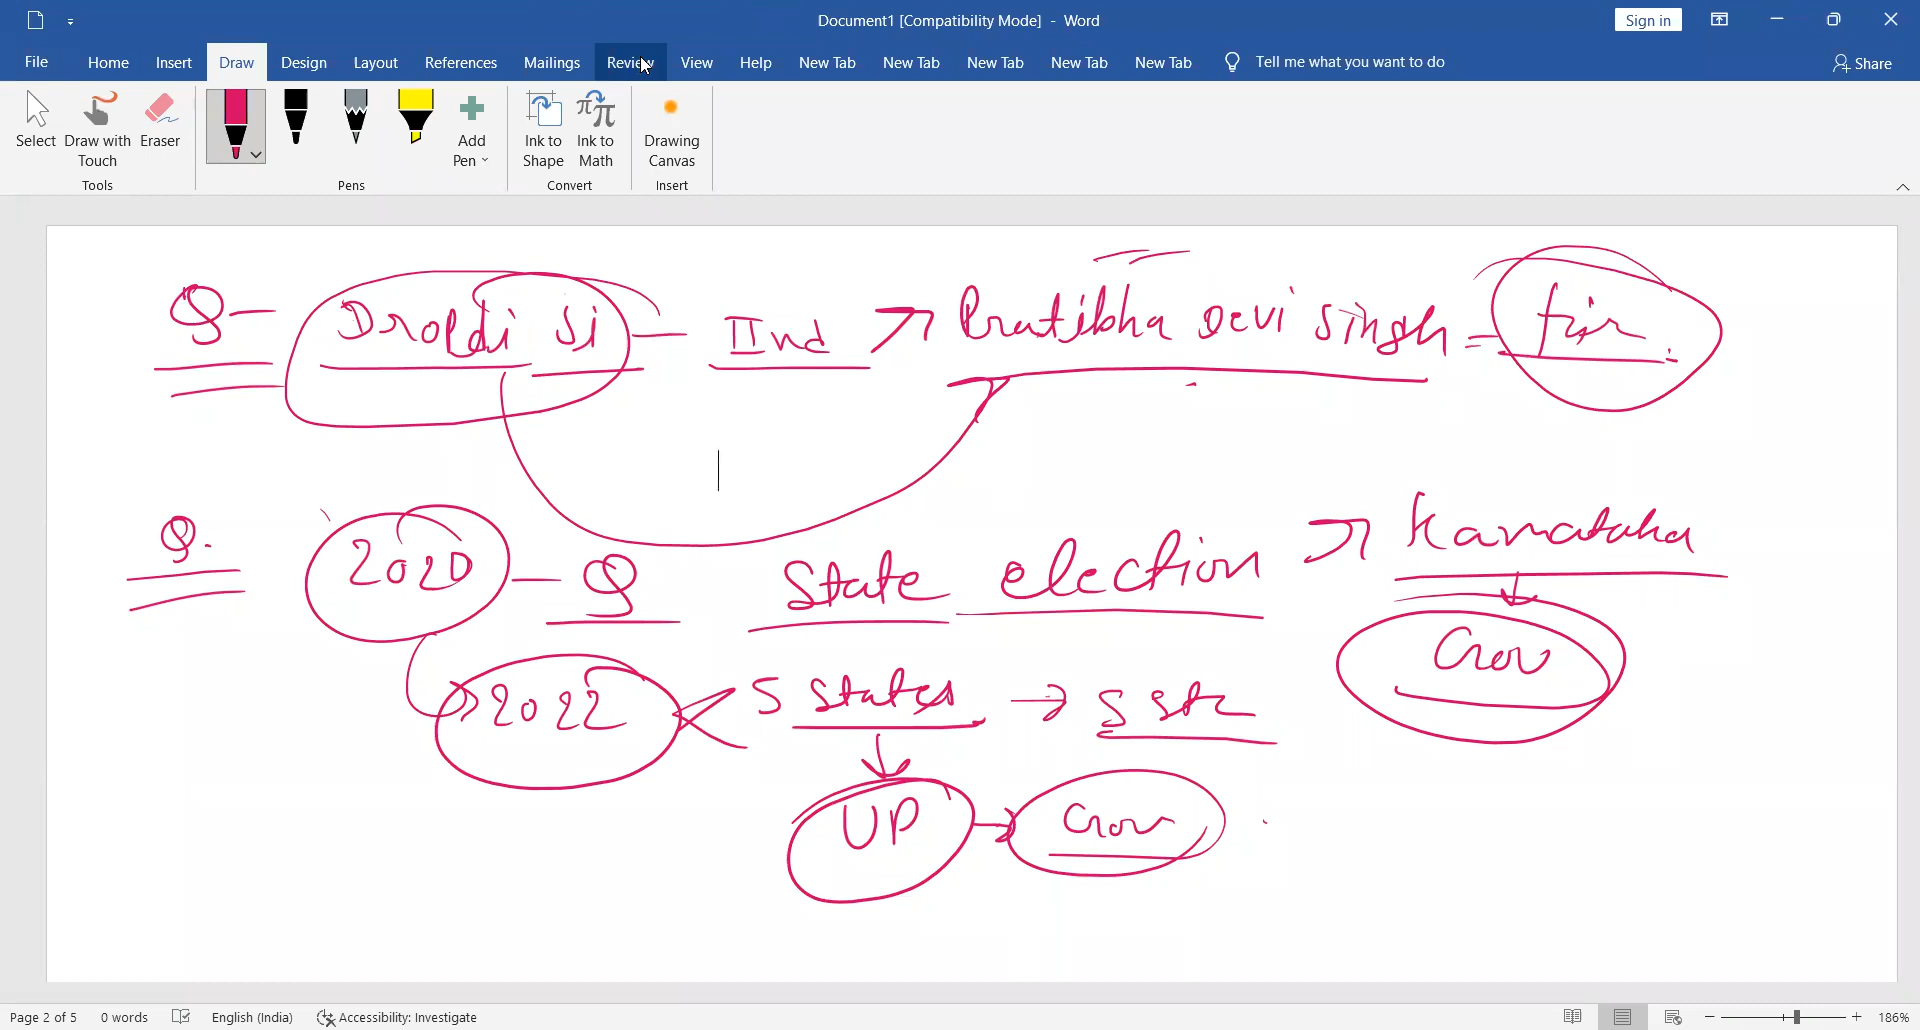 Document1 [Compatibility Mode] - Word
Sign in
File Home Insert Draw Design Layout References Mailings Review View Help New Tab New Tab New Tab New Tab New Tab Tell me what you want to do Share
Select Draw with Touch Eraser Add Pen Ink to Shape Ink to Math Drawing Canvas
Tools Pens Convert Insert
Q- Dropdi si - IInd → Pratibha Devi Singh =
Q. 2020 - Q State election → Karnataka
Gov
2022 < 5 States → 5
UP → Gov
Page 2 of 5 0 words English (India) Accessibility: Investigate 186%